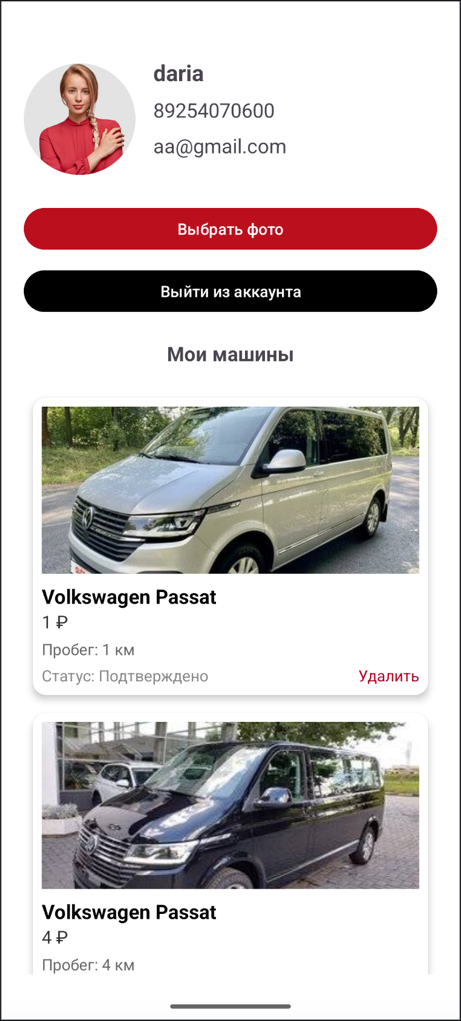 daria
89254070600
aa@gmail.com
Выбрать фото
Выйти из аккаунта
Мои машины
Volkswagen Passat
1 ₽
Пробег: 1 км
Статус: Подтверждено
Удалить
Volkswagen Passat
4 ₽
Пробег: 4 км